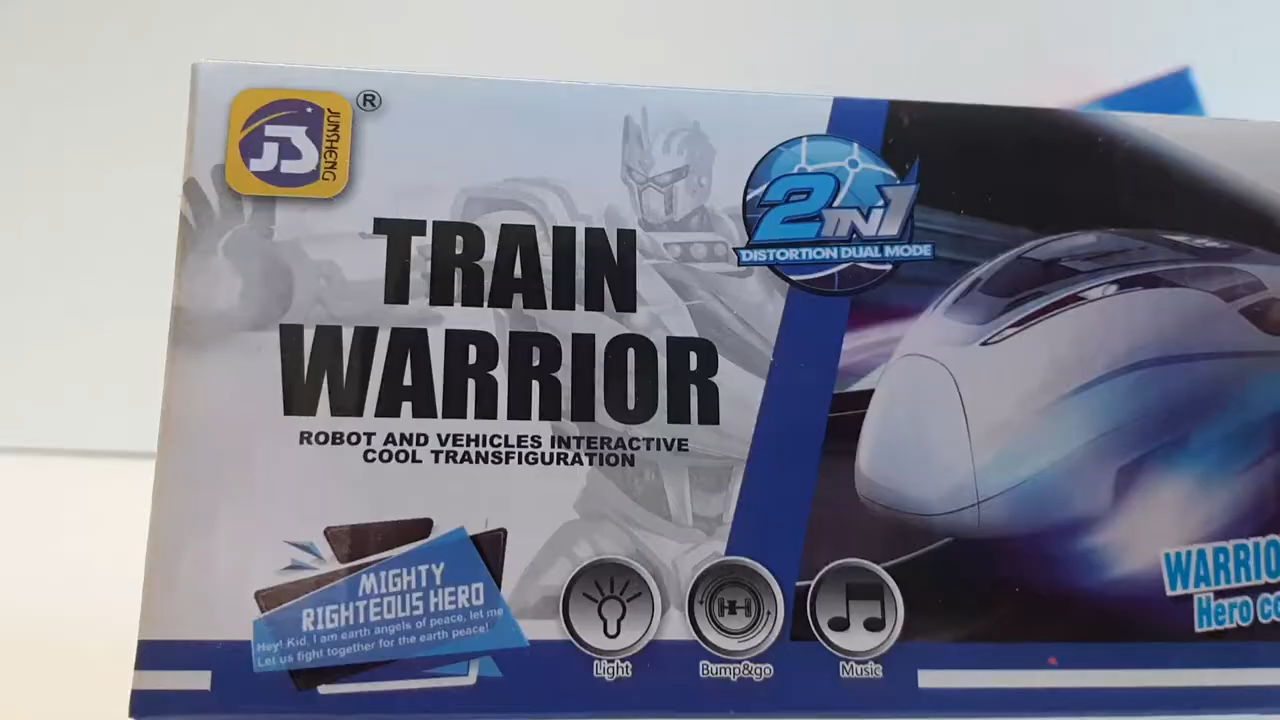 JS
JUNSHENG
®
2IN1
DISTORTION DUAL MODE
TRAIN
WARRIOR
ROBOT AND VEHICLES INTERACTIVE
COOL TRANSFIGURATION
MIGHTY
RIGHTEOUS HERO
Hey! Kid, I am earth angels of peace, let me
Let us fight together for the earth peace!
Light
Bump&go
Music
WARRIO
Hero co